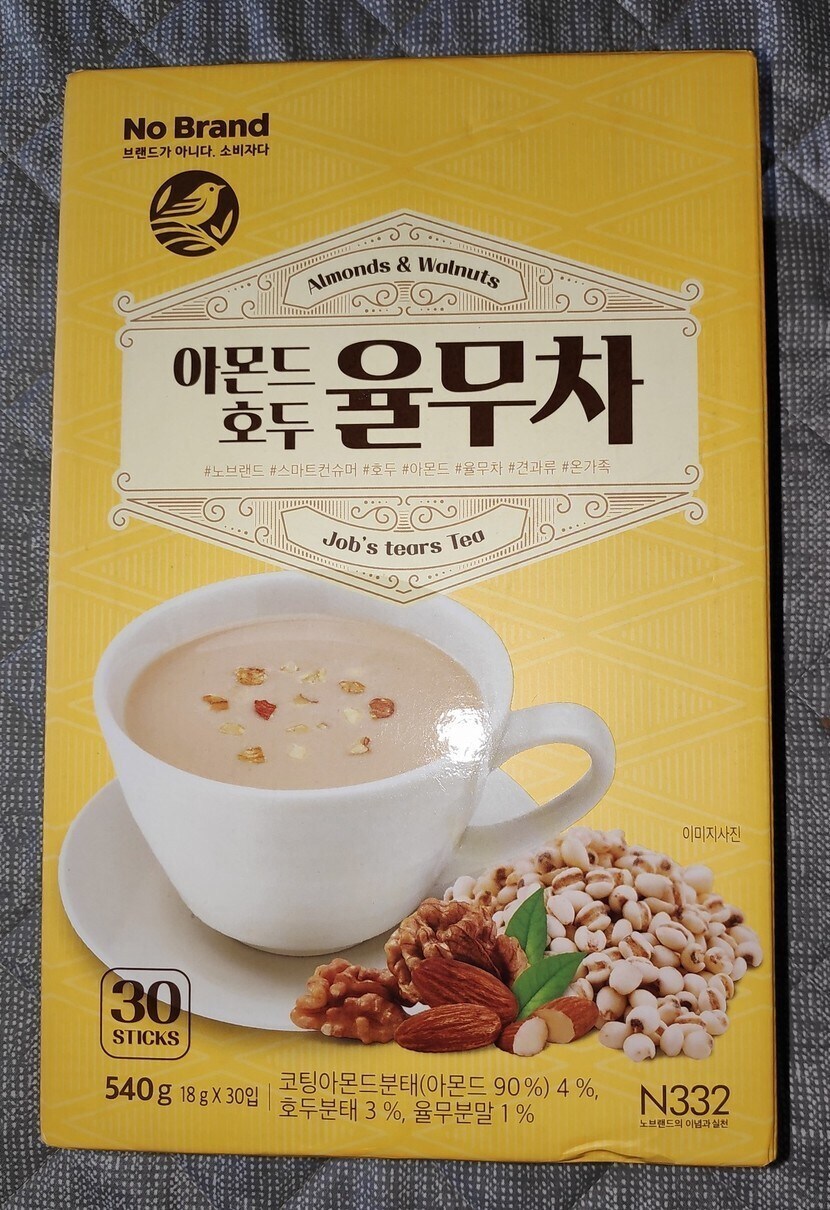 No Brand
브랜드가 아니다. 소비자다
Almonds & Walnuts
아몬드
호두 율무차
#노브랜드 #스마트컨슈머 #호두 #아몬드 #율무차 #견과류 #온가족
Job's tears Tea
이미지사진
30
STICKS
540g 18g X 30입
코팅아몬드분태(아몬드 90%) 4%,
호두분태 3%, 율무분말 1%
N332
노브랜드의 이념과 실천